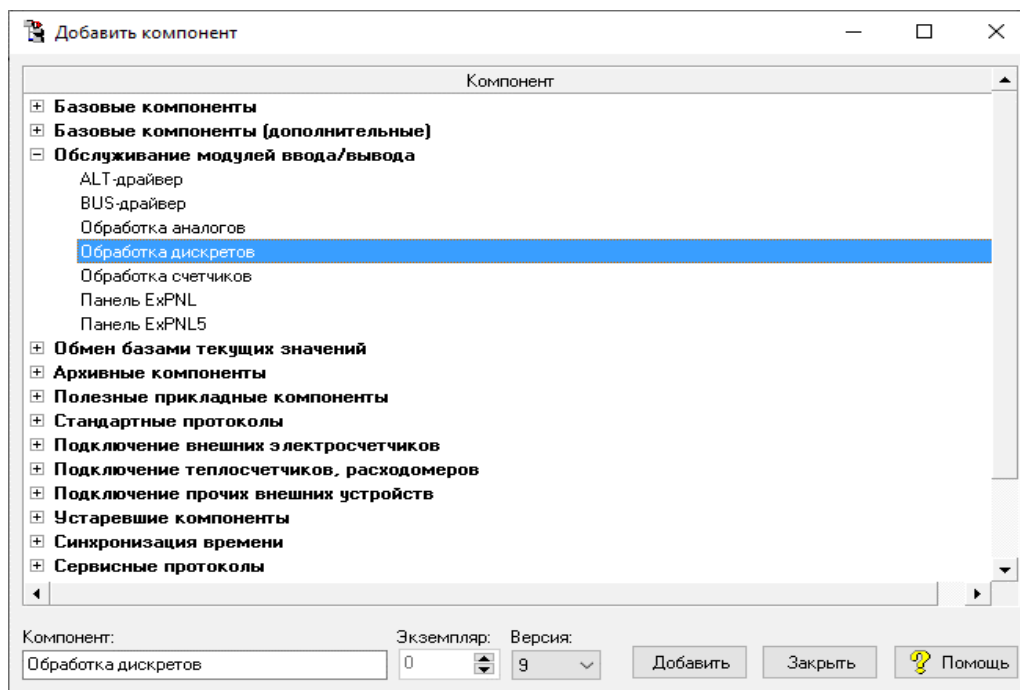 Добавить компонент
Компонент
Базовые компоненты
Базовые компоненты (дополнительные)
Обслуживание модулей ввода/вывода
ALT-драйвер
BUS-драйвер
Обработка аналогов
Обработка дискретов
Обработка счетчиков
Панель ExPNL
Панель ExPNL5
Обмен базами текущих значений
Архивные компоненты
Полезные прикладные компоненты
Стандартные протоколы
Подключение внешних электросчетчиков
Подключение теплосчетчиков, расходомеров
Подключение прочих внешних устройств
Устаревшие компоненты
Синхронизация времени
Сервисные протоколы
Компонент: Экземпляр: Версия:
Обработка дискретов 0 9 Добавить Закрыть Помощь